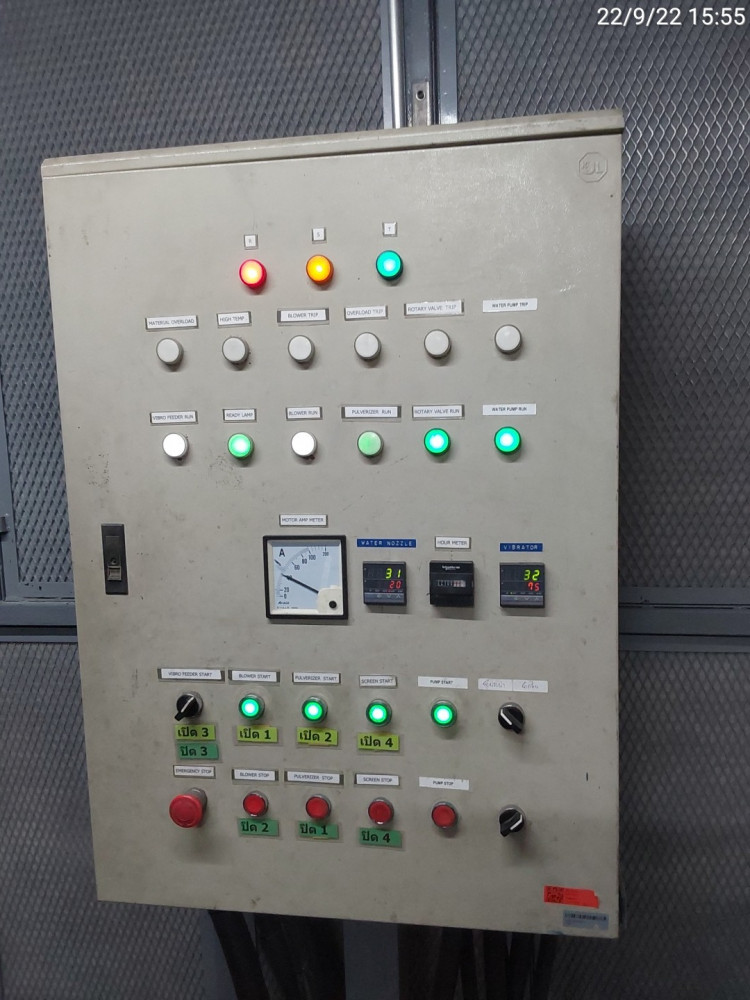 22/9/22 15:55
R S T
MATERIAL OVERLOAD HIGH TEMP BLOWER TRIP OVERLOAD TRIP ROTARY VALVE TRIP WATER PUMP TRIP
VIBRO FEEDER RUN READY LAMP BLOWER RUN PULVERIZER RUN ROTARY VALVE RUN WATER PUMP RUN
MOTOR AMP METER WATER NOZZLE HOUR METER VIBRATOR
A
31 32
20 75
VIBRO FEEDER START BLOWER START PULVERIZER START SCREEN START PUMP START
เปิด 3 เปิด 1 เปิด 2 เปิด 4
ปิด 3
EMERGENCY STOP BLOWER STOP PULVERIZER STOP SCREEN STOP PUMP STOP
ปิด 2 ปิด 1 ปิด 4